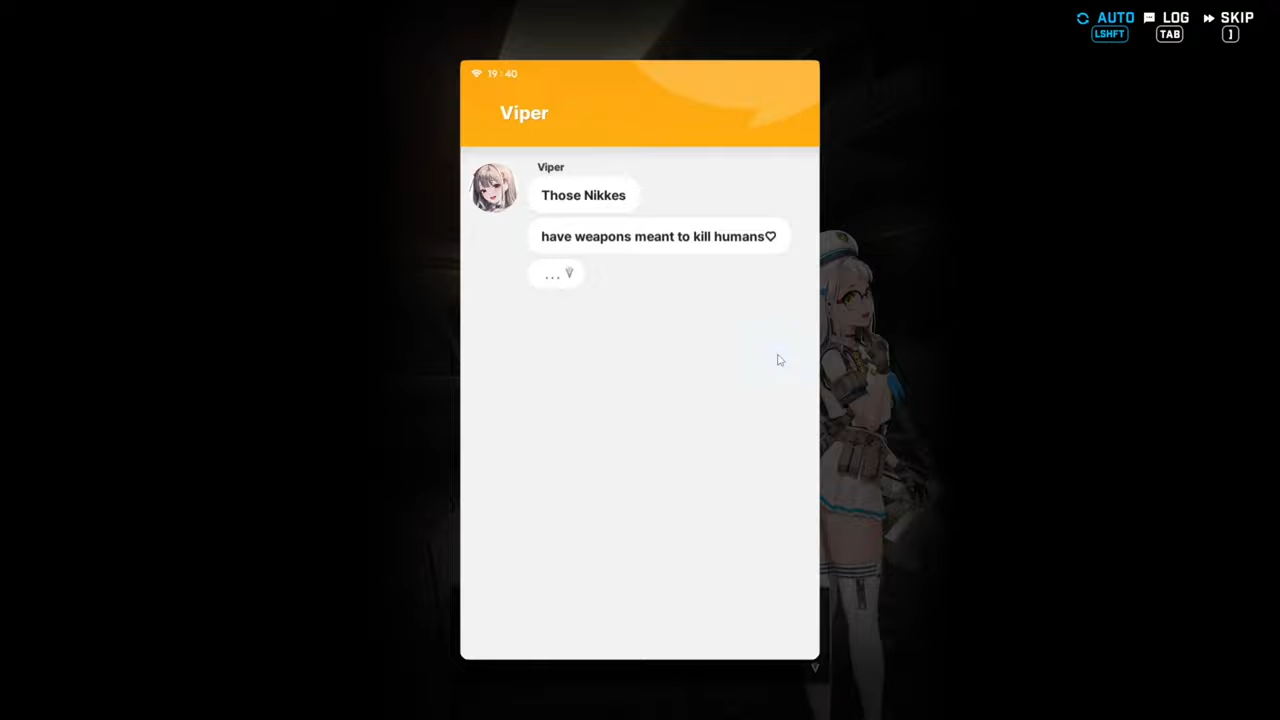 AUTO LOG SKIP
LSHFT TAB ]
19:40
Viper
Viper
Those Nikkes
have weapons meant to kill humans♡
...